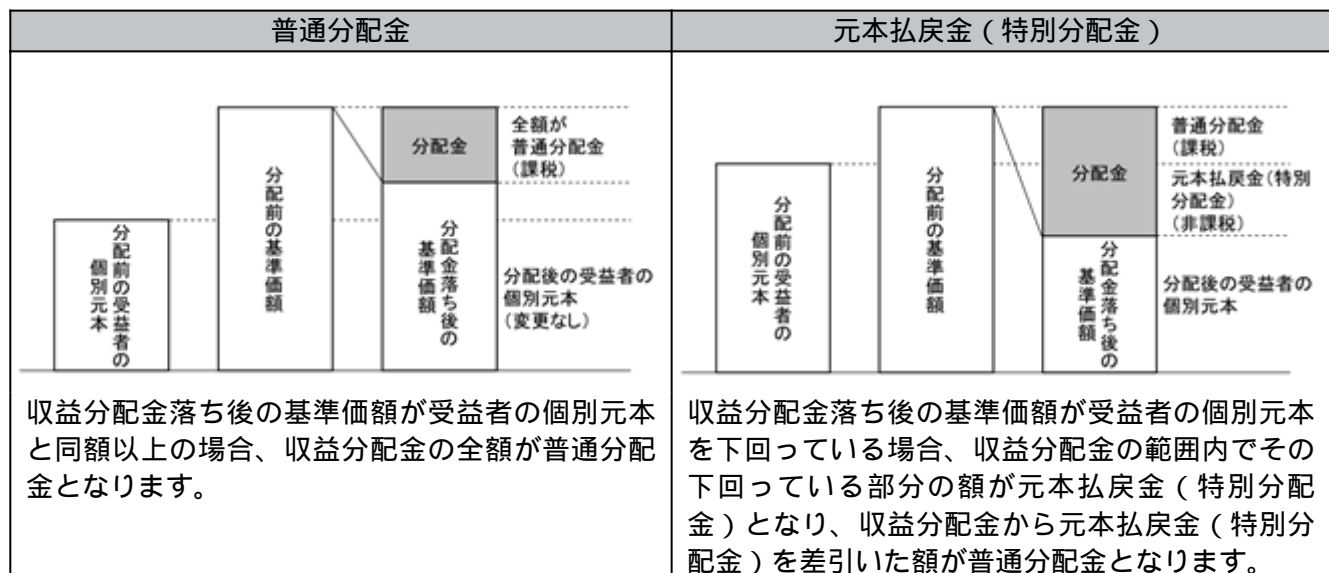 普通分配金
分配前の受益者の
個別元本
分配前の基準価額
分配金
分配金落ち後の
基準価額
全額が
普通分配金
（課税）
分配後の受益者の
個別元本
（変更なし）
収益分配金落ち後の基準価額が受益者の個別元本
と同額以上の場合、収益分配金の全額が普通分配
金となります。
元本払戻金（特別分配金）
分配前の受益者の
個別元本
分配前の基準価額
分配金
分配金落ち後の
基準価額
普通分配金
（課税）
元本払戻金（特別
分配金）
（非課税）
分配後の受益者の
個別元本
収益分配金落ち後の基準価額が受益者の個別元本
を下回っている場合、収益分配金の範囲内でその
下回っている部分の額が元本払戻金（特別分配
金）となり、収益分配金から元本払戻金（特別分
配金）を差引いた額が普通分配金となります。